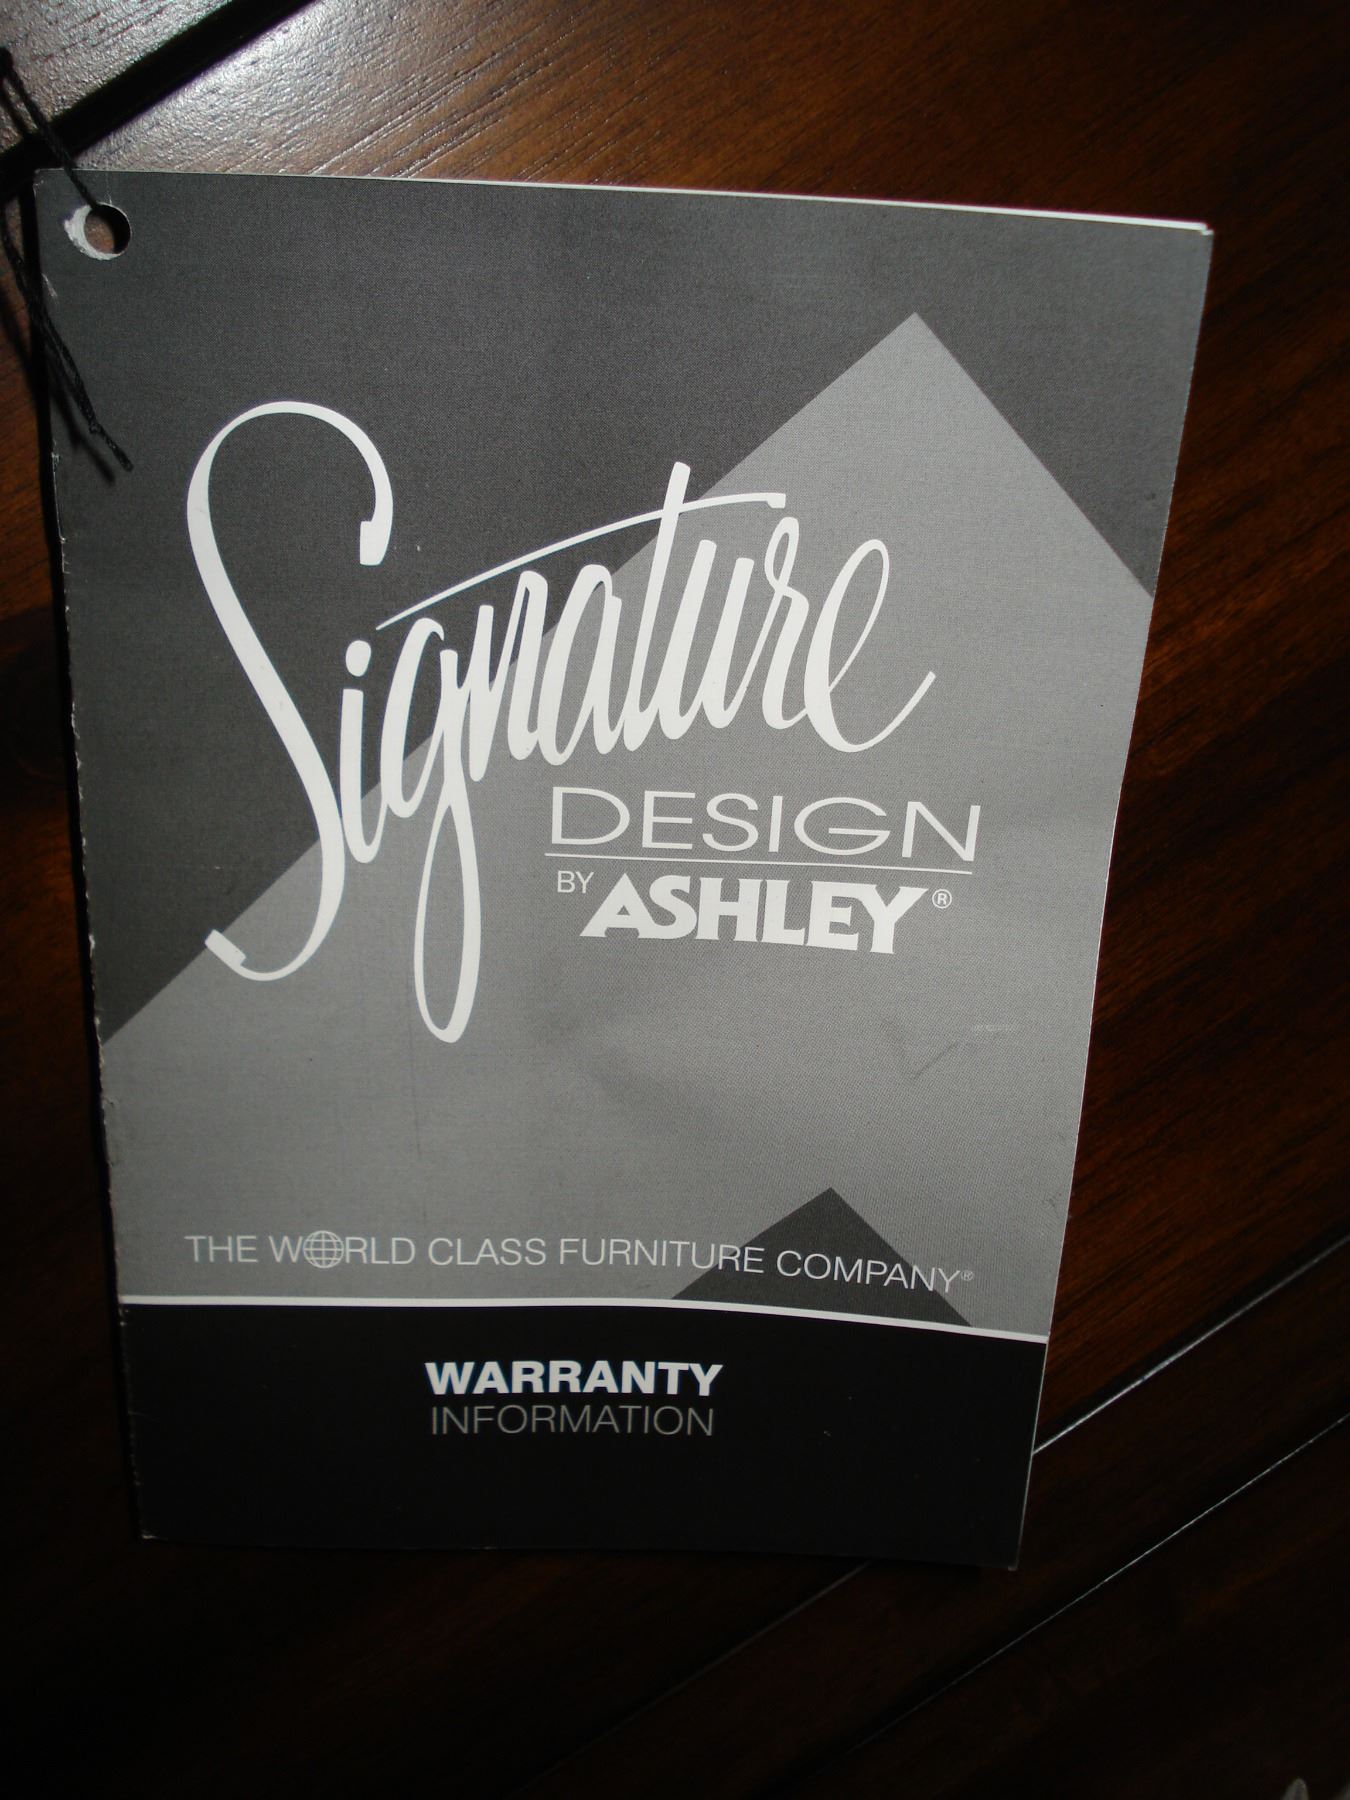 Signature
DESIGN
BY ASHLEY®
THE WORLD CLASS FURNITURE COMPANY®
WARRANTY
INFORMATION